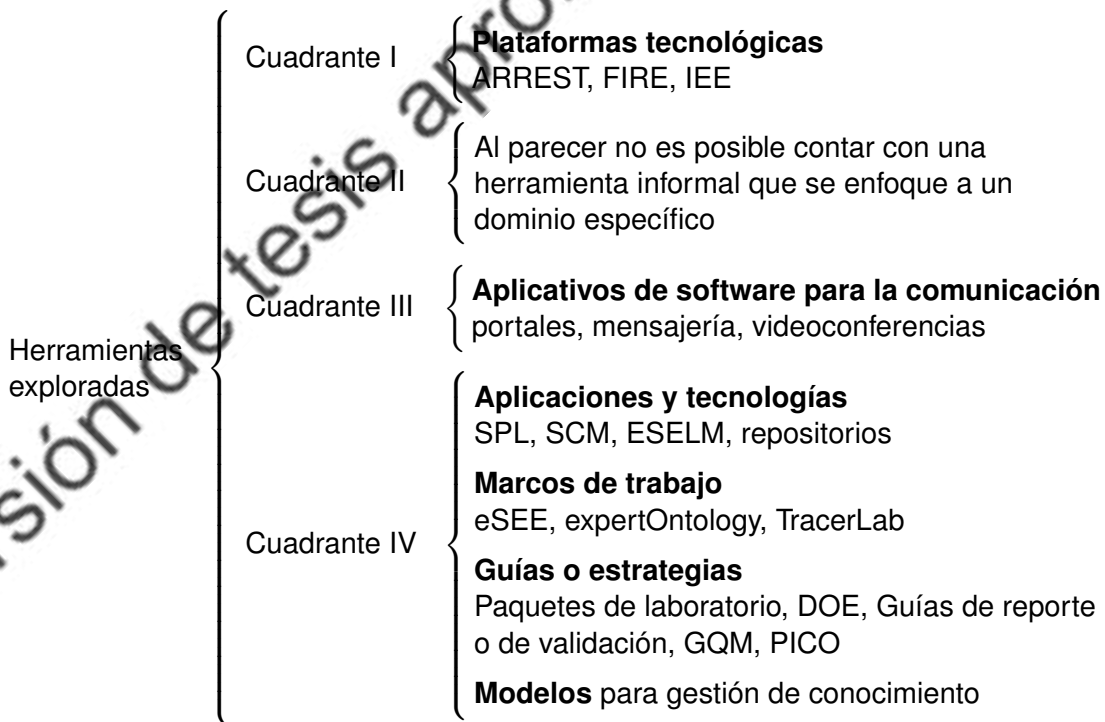 Cuadrante I
Plataformas tecnológicas
ARREST, FIRE, IEE
Cuadrante II
Al parecer no es posible contar con una
herramienta informal que se enfoque a un
dominio específico
Cuadrante III
Aplicativos de software para la comunicación
portales, mensajería, videoconferencias
Herramientas
exploradas
Cuadrante IV
Aplicaciones y tecnologías
SPL, SCM, ESELM, repositorios
Marcos de trabajo
eSEE, expertOntology, TracerLab
Guías o estrategias
Paquetes de laboratorio, DOE, Guías de reporte
o de validación, GQM, PICO
Modelos para gestión de conocimiento
de tesis